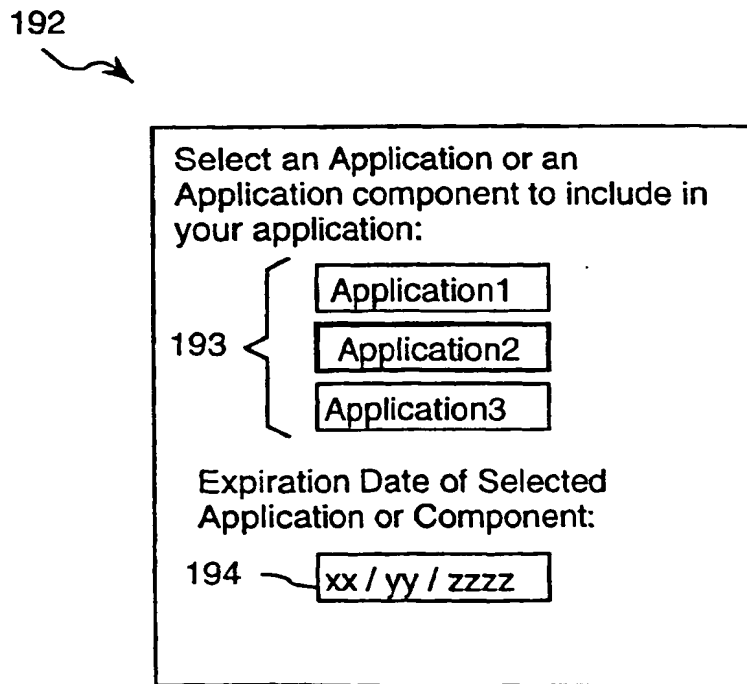 192
Select an Application or an
Application component to include in
your application:
Application1
193
Application2
Application3
Expiration Date of Selected
Application or Component:
194
xx / yy / zzzz